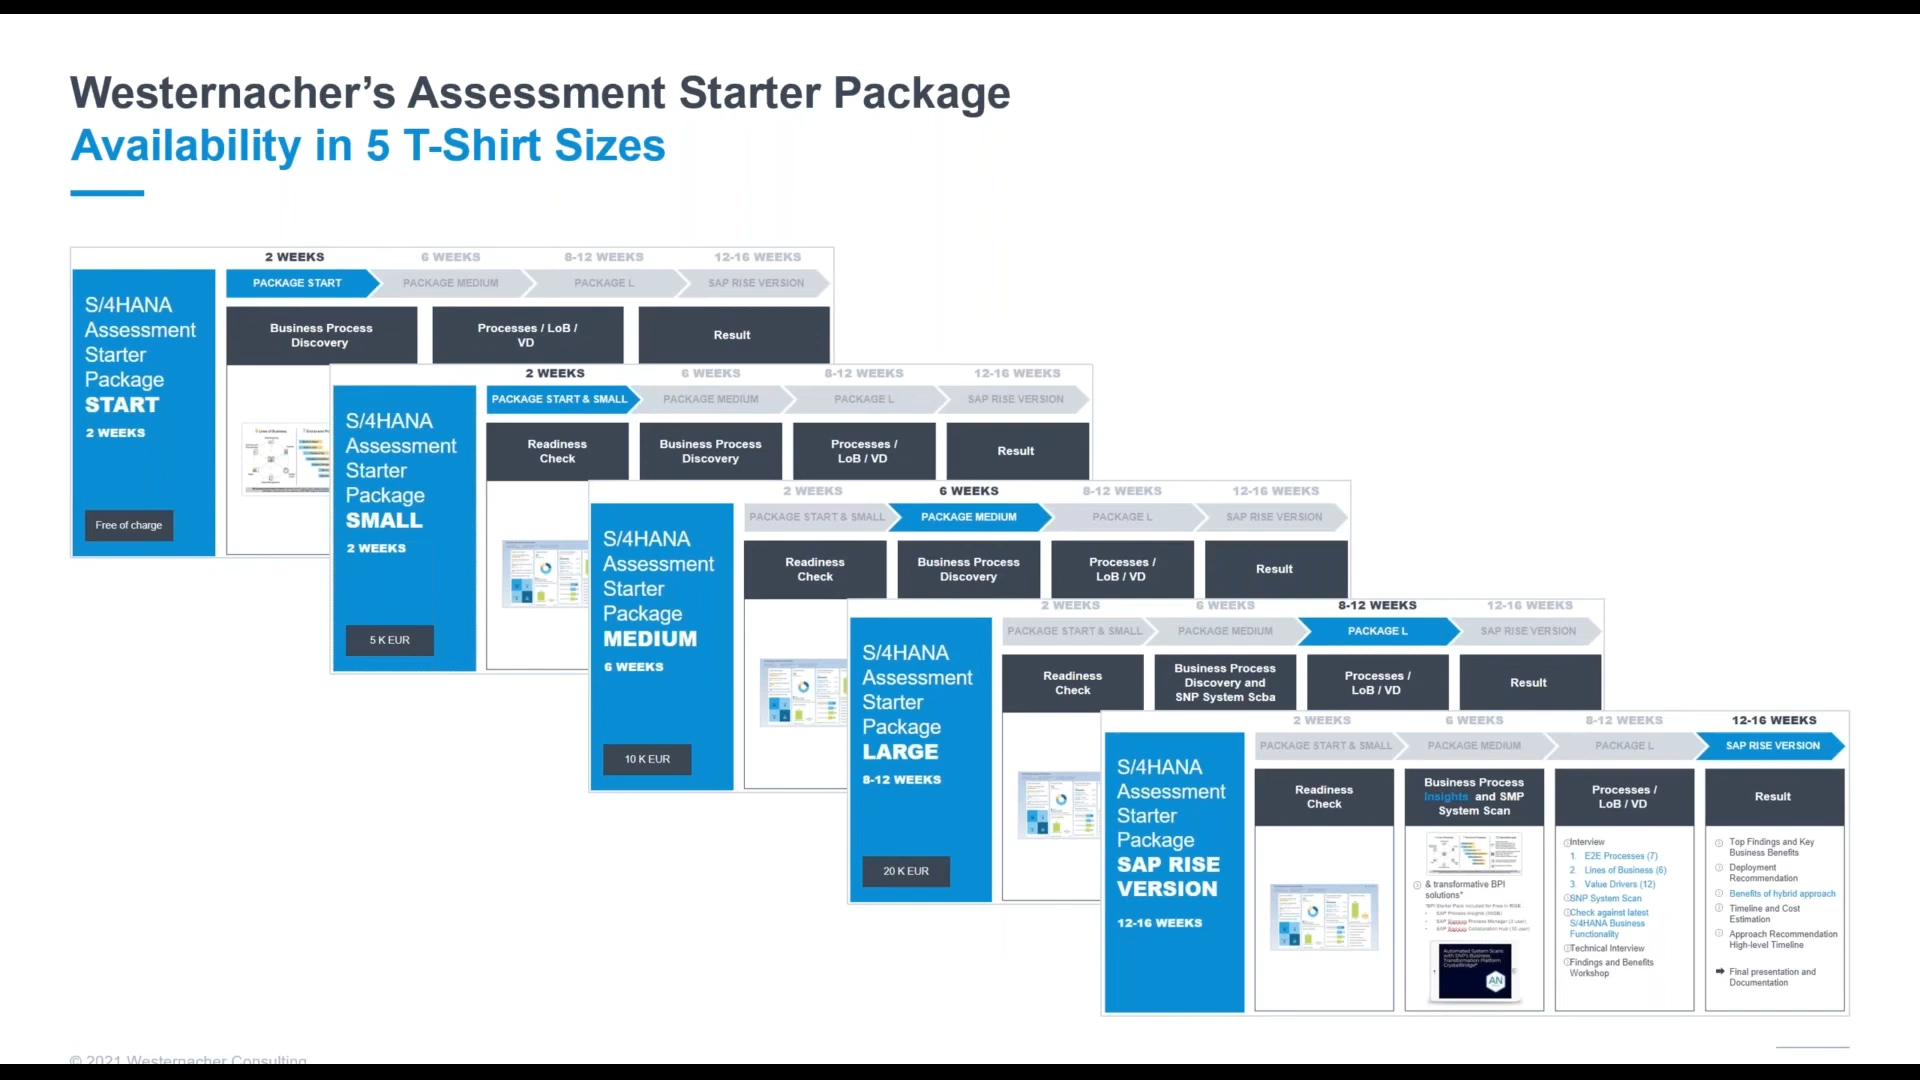 Westernacher's Assessment Starter Package
Availability in 5 T-Shirt Sizes
2 WEEKS
6 WEEKS
8-12 WEEKS
12-16 WEEKS
PACKAGE START
PACKAGE MEDIUM
PACKAGE L
SAP RISE VERSION
S/4HANA
Assessment
Starter
Package
START
2 WEEKS
Free of charge
Business Process
Discovery
Processes / LoB /
VD
Result
2 WEEKS
6 WEEKS
8-12 WEEKS
12-16 WEEKS
PACKAGE START & SMALL
PACKAGE MEDIUM
PACKAGE L
SAP RISE VERSION
S/4HANA
Assessment
Starter
Package
SMALL
2 WEEKS
5 K EUR
Readiness
Check
Business Process
Discovery
Processes /
LoB / VD
Result
2 WEEKS
6 WEEKS
8-12 WEEKS
12-16 WEEKS
PACKAGE START & SMALL
PACKAGE MEDIUM
PACKAGE L
SAP RISE VERSION
S/4HANA
Assessment
Starter
Package
MEDIUM
6 WEEKS
10 K EUR
Readiness
Check
Business Process
Discovery
Processes /
LoB / VD
Result
2 WEEKS
6 WEEKS
8-12 WEEKS
12-16 WEEKS
PACKAGE START & SMALL
PACKAGE MEDIUM
PACKAGE L
SAP RISE VERSION
S/4HANA
Assessment
Starter
Package
LARGE
8-12 WEEKS
20 K EUR
Readiness
Check
Business Process
Discovery and
SNP System Scba
Processes /
LoB / VD
Result
2 WEEKS
6 WEEKS
8-12 WEEKS
12-16 WEEKS
PACKAGE START & SMALL
PACKAGE MEDIUM
PACKAGE L
SAP RISE VERSION
S/4HANA
Assessment
Starter
Package
SAP RISE
VERSION
12-16 WEEKS
Readiness
Check
Business Process
Insights and SMP
System Scan
& transformative BPI
solutions*
Automated System Scans
with SNP's Business
Transformation Platform
CrystalBridge®
Processes /
LoB / VD
Interview
1. E2E Processes (7)
2. Lines of Business (6)
3. Value Drivers (12)
SNP System Scan
Check against latest
S/4HANA Business
Functionality
Technical Interview
Findings and Benefits
Workshop
Result
Top Findings and Key
Business Benefits
Deployment
Recommendation
Benefits of hybrid approach
Timeline and Cost
Estimation
Approach Recommendation
High-level Timeline
Final presentation and
Documentation
© 2021 Westernacher Consulting